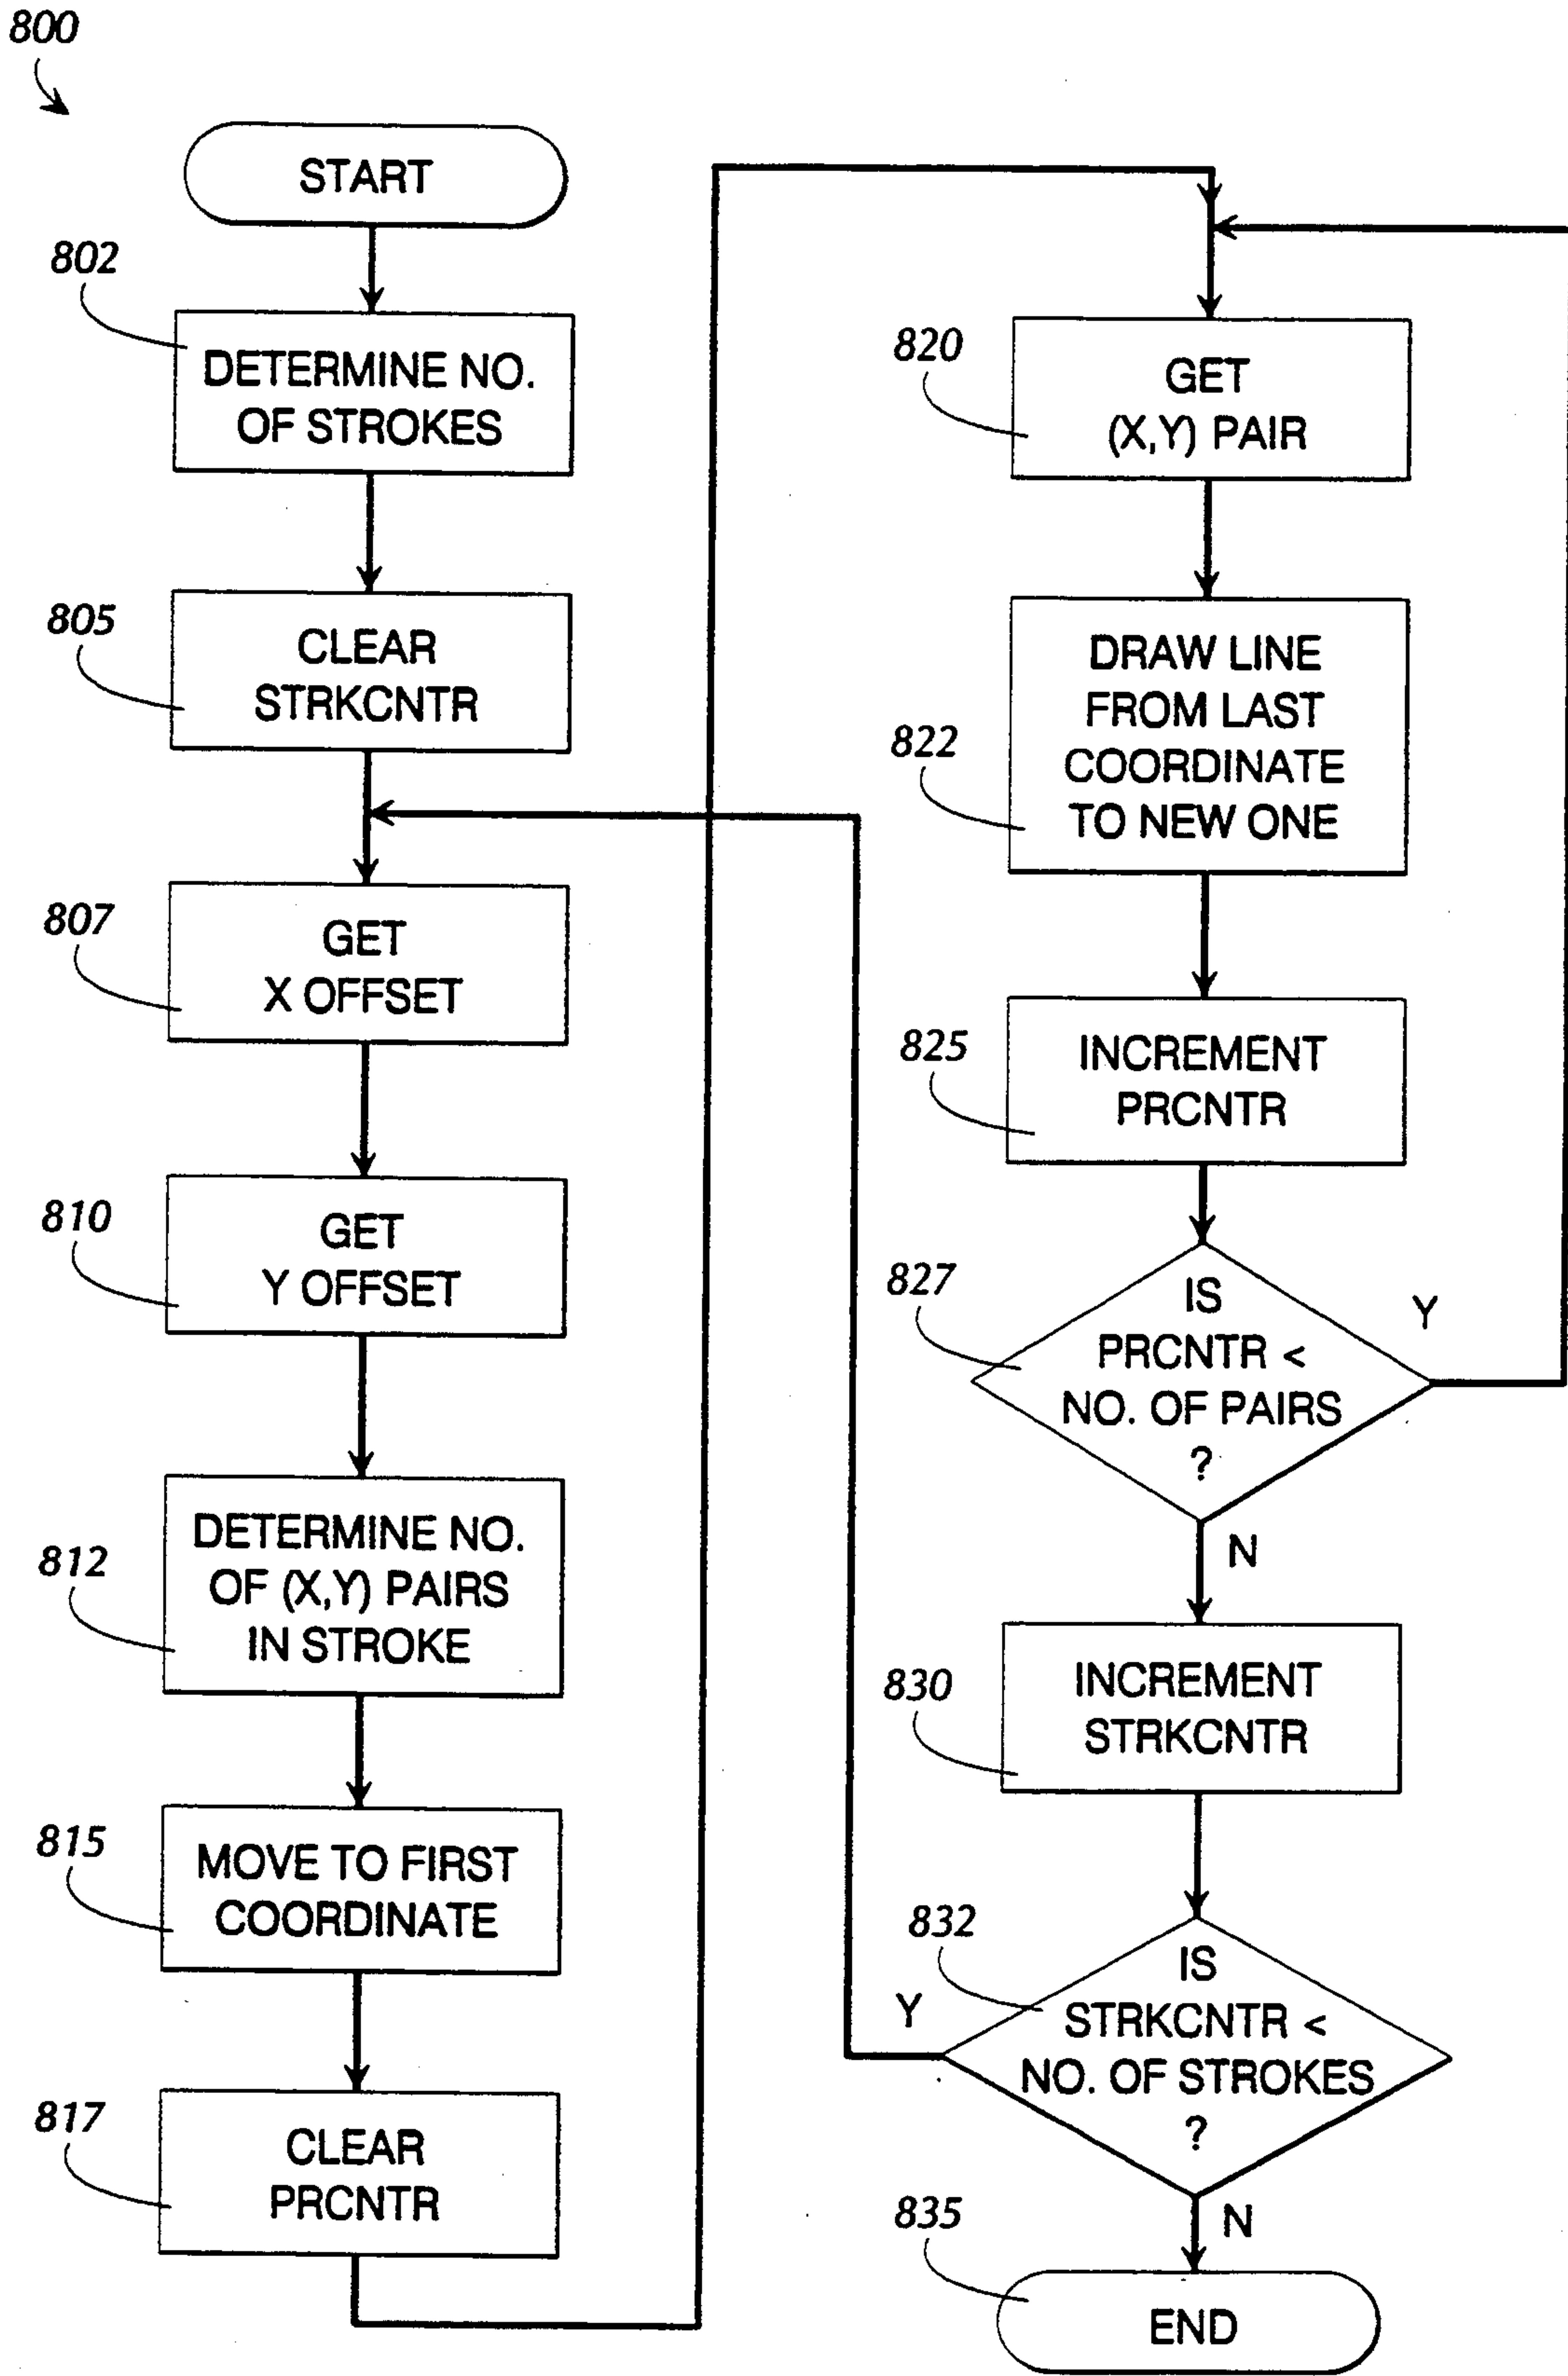 800
START
802
DETERMINE NO.
OF STROKES
805
CLEAR
STRKCNTR
807
GET
X OFFSET
810
GET
Y OFFSET
812
DETERMINE NO.
OF (X,Y) PAIRS
IN STROKE
815
MOVE TO FIRST
COORDINATE
817
CLEAR
PRCNTR
820
GET
(X,Y) PAIR
822
DRAW LINE
FROM LAST
COORDINATE
TO NEW ONE
825
INCREMENT
PRCNTR
827
IS
PRCNTR <
NO. OF PAIRS
?
Y
N
830
INCREMENT
STRKCNTR
832
IS
STRKCNTR <
NO. OF STROKES
?
Y
N
835
END